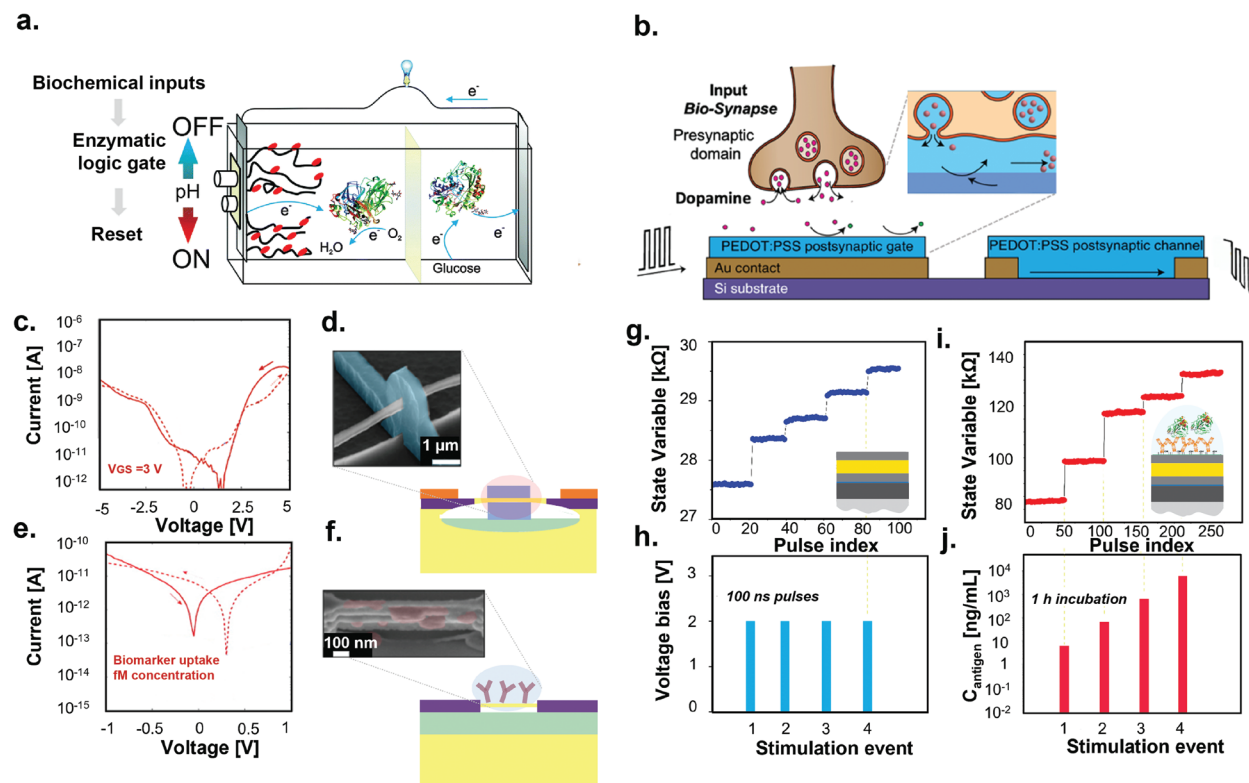 a.
Biochemical inputs
Enzymatic
logic gate
Reset
OFF
pH
ON
e-
e-
H2O
e-
O2
e-
Glucose
e-
b.
Input
Bio-Synapse
Presynaptic
domain
Dopamine
PEDOT:PSS postsynaptic gate
PEDOT:PSS postsynaptic channel
Au contact
Si substrate
c.
Current [A]
10-6
10-7
10-8
10-9
10-10
10-11
10-12
VGS =3 V
-5
-2.5
0
2.5
5
Voltage [V]
d.
1 µm
e.
Current [A]
10-10
10-11
10-12
10-13
10-14
10-15
Biomarker uptake
fM concentration
-1
-0.5
0
0.5
1
Voltage [V]
f.
100 nm
g.
State Variable [kΩ]
30
29
28
27
0
20
40
60
80
100
Pulse index
h.
Voltage bias [V]
3
2
1
0
100 ns pulses
1
2
3
4
Stimulation event
i.
State Variable [kΩ]
140
120
100
80
0
50
100
150
200
250
Pulse index
j.
Cantigen [ng/mL]
104
103
102
10
1
10-1
10-2
1 h incubation
1
2
3
4
Stimulation event